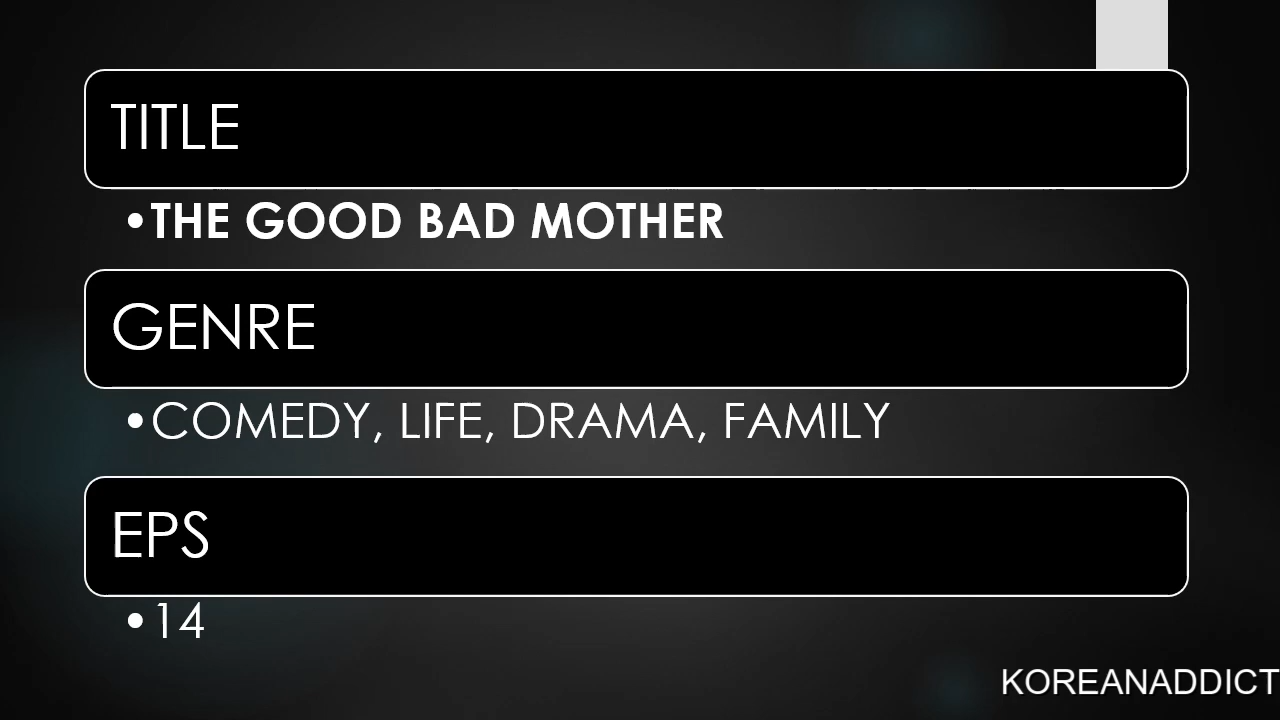 TITLE
•THE GOOD BAD MOTHER
GENRE
•COMEDY, LIFE, DRAMA, FAMILY
EPS
•14
KOREANADDICT